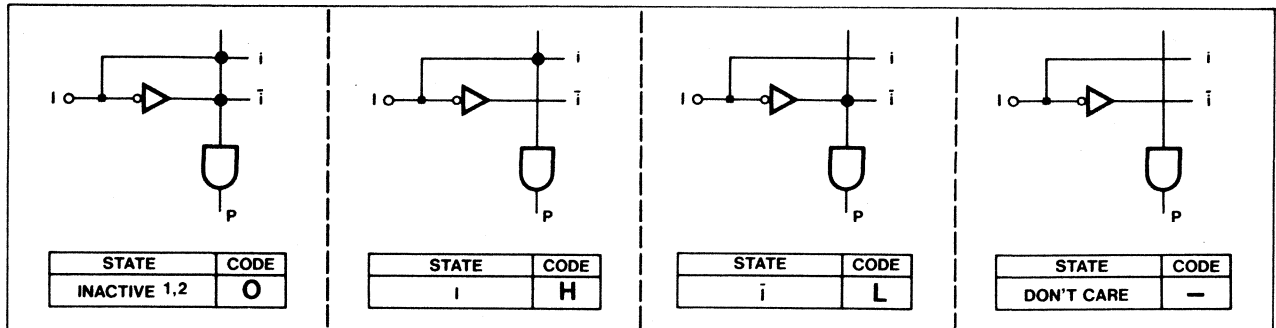 i
I
ī
P
STATE CODE
INACTIVE 1,2 O
i
I
ī
P
STATE CODE
I H
i
I
ī
P
STATE CODE
ī L
i
I
ī
P
STATE CODE
DON'T CARE —